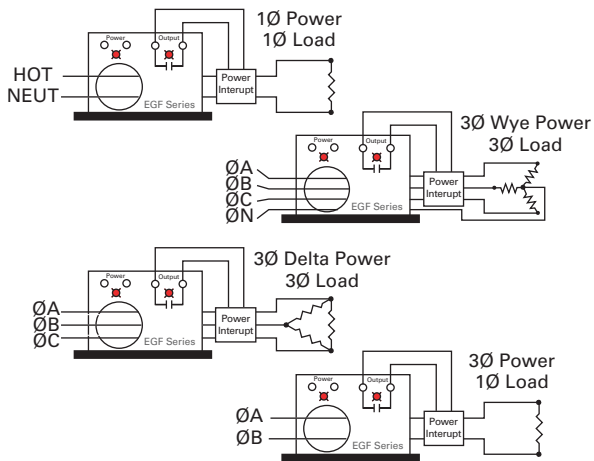 1Ø Power
1Ø Load
Power
Output
HOT
NEUT
Power
Interupt
EGF Series
3Ø Wye Power
3Ø Load
Power
Output
ØA
ØB
ØC
ØN
Power
Interupt
EGF Series
3Ø Delta Power
3Ø Load
Power
Output
ØA
ØB
ØC
Power
Interupt
EGF Series
3Ø Power
1Ø Load
Power
Output
ØA
ØB
Power
Interupt
EGF Series